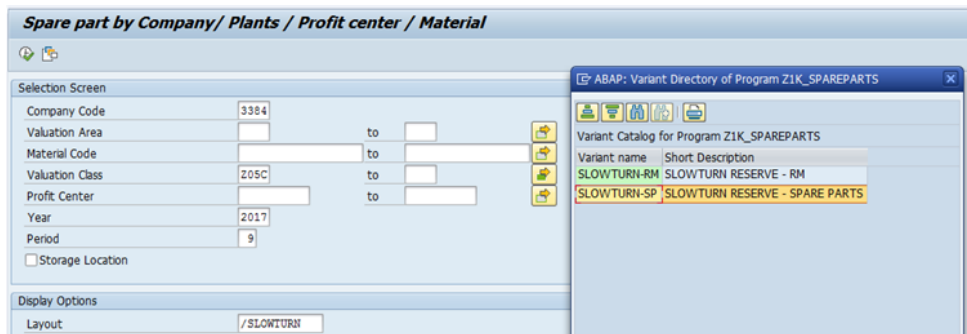 Spare part by Company/ Plants / Profit center / Material
Selection Screen
Company Code 3384
Valuation Area to
Material Code to
Valuation Class Z05C to
Profit Center to
Year 2017
Period 9
Storage Location
Display Options
Layout /SLOWTURN
ABAP: Variant Directory of Program Z1K_SPAREPARTS
Variant Catalog for Program Z1K_SPAREPARTS
Variant name Short Description
SLOWTURN-RM SLOWTURN RESERVE - RM
SLOWTURN-SP SLOWTURN RESERVE - SPARE PARTS